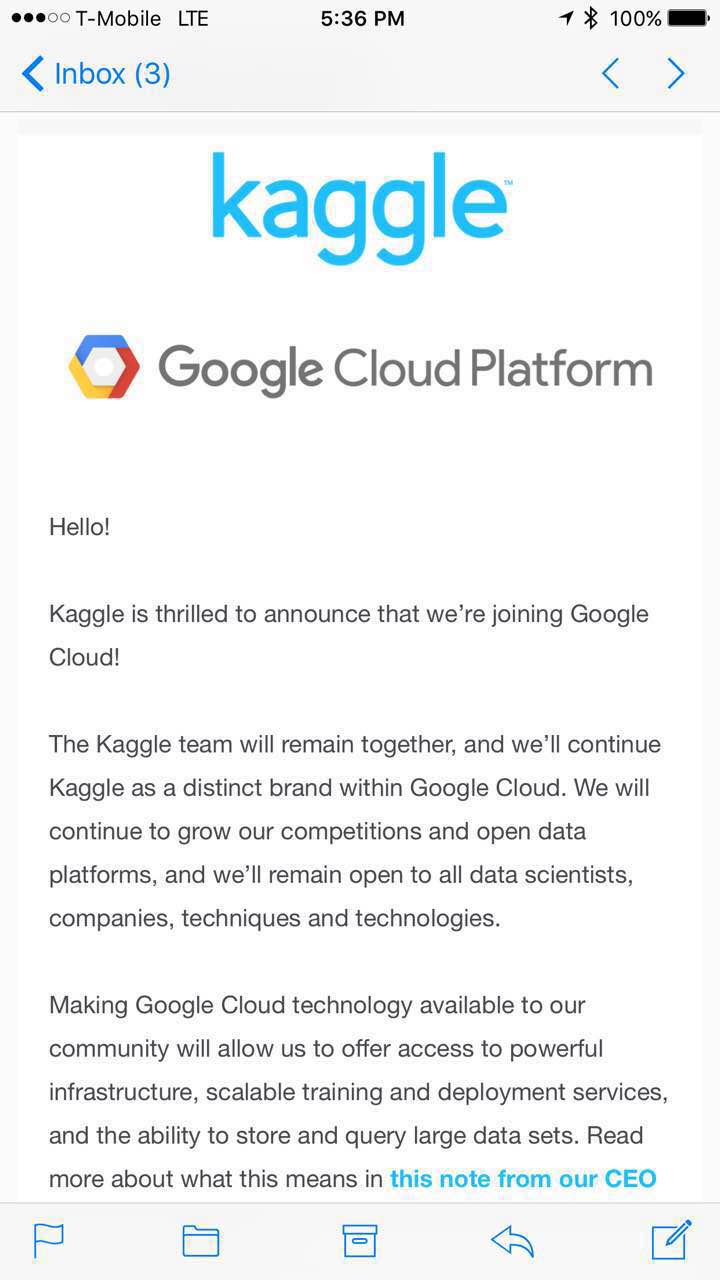 T-Mobile LTE 5:36 PM 100%
Inbox (3)
kaggle™
Google Cloud Platform
Hello!
Kaggle is thrilled to announce that we’re joining Google
Cloud!
The Kaggle team will remain together, and we’ll continue
Kaggle as a distinct brand within Google Cloud. We will
continue to grow our competitions and open data
platforms, and we’ll remain open to all data scientists,
companies, techniques and technologies.
Making Google Cloud technology available to our
community will allow us to offer access to powerful
infrastructure, scalable training and deployment services,
and the ability to store and query large data sets. Read
more about what this means in this note from our CEO